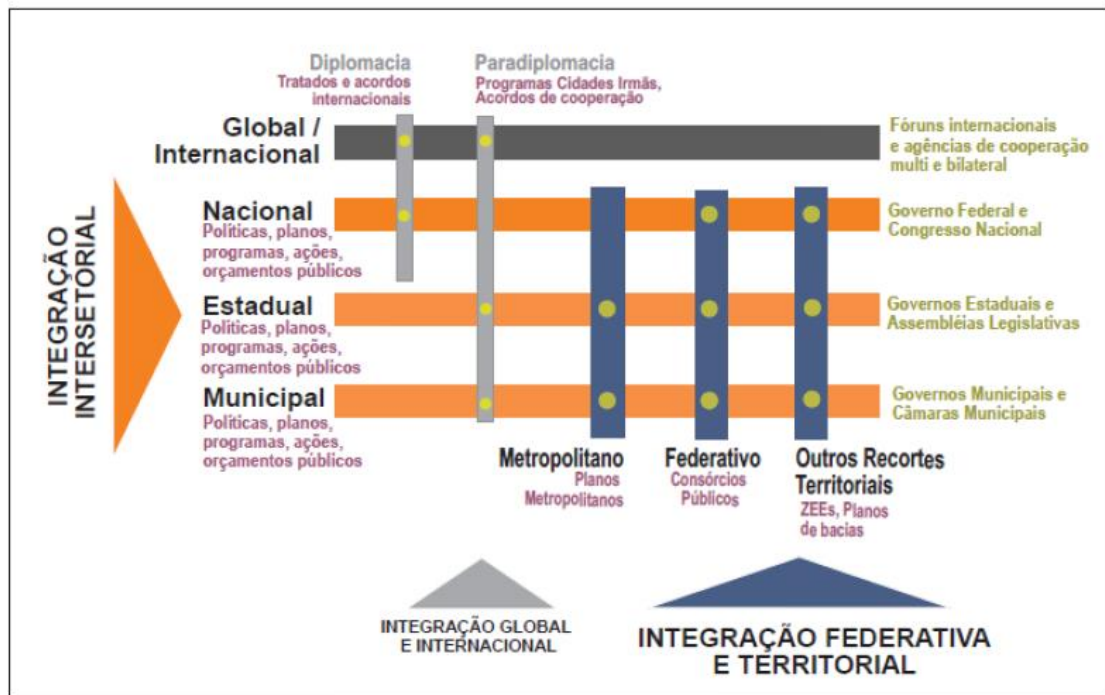 Diplomacia
Tratados e acordos
internacionais
Paradiplomacia
Programas Cidades Irmãs,
Acordos de cooperação
Global /
Internacional
Fóruns internacionais
e agências de cooperação
multi e bilateral
INTEGRAÇÃO
INTERSETORIAL
Nacional
Políticas, planos,
programas, ações,
orçamentos públicos
Governo Federal e
Congresso Nacional
Estadual
Políticas, planos,
programas, ações,
orçamentos públicos
Governos Estaduais e
Assembléias Legislativas
Municipal
Políticas, planos,
programas, ações,
orçamentos públicos
Governos Municipais e
Câmaras Municipais
Metropolitano
Planos
Metropolitanos
Federativo
Consórcios
Públicos
Outros Recortes
Territoriais
ZEEs, Planos
de bacias
INTEGRAÇÃO GLOBAL
E INTERNACIONAL
INTEGRAÇÃO FEDERATIVA
E TERRITORIAL